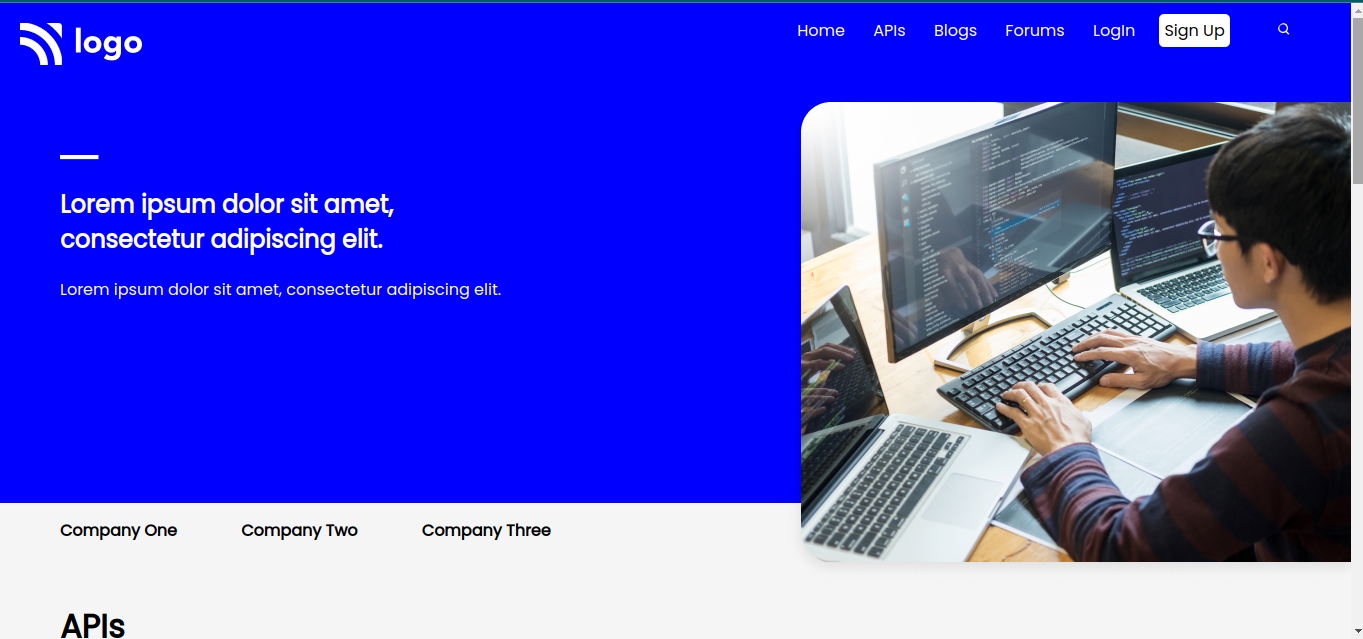 logo
Home APIs Blogs Forums LogIn Sign Up
Lorem ipsum dolor sit amet,
consectetur adipiscing elit.
Lorem ipsum dolor sit amet, consectetur adipiscing elit.
Company One Company Two Company Three
APIs